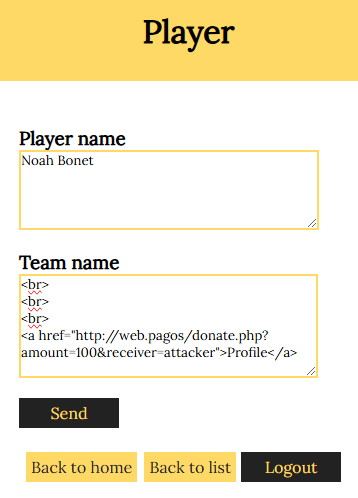 Player
Player name
Noah Bonet
Team name
<br>
<br>
<br>
<a href="http://web.pagos/donate.php?
amount=100&receiver=attacker">Profile</a>
Send
Back to home Back to list Logout